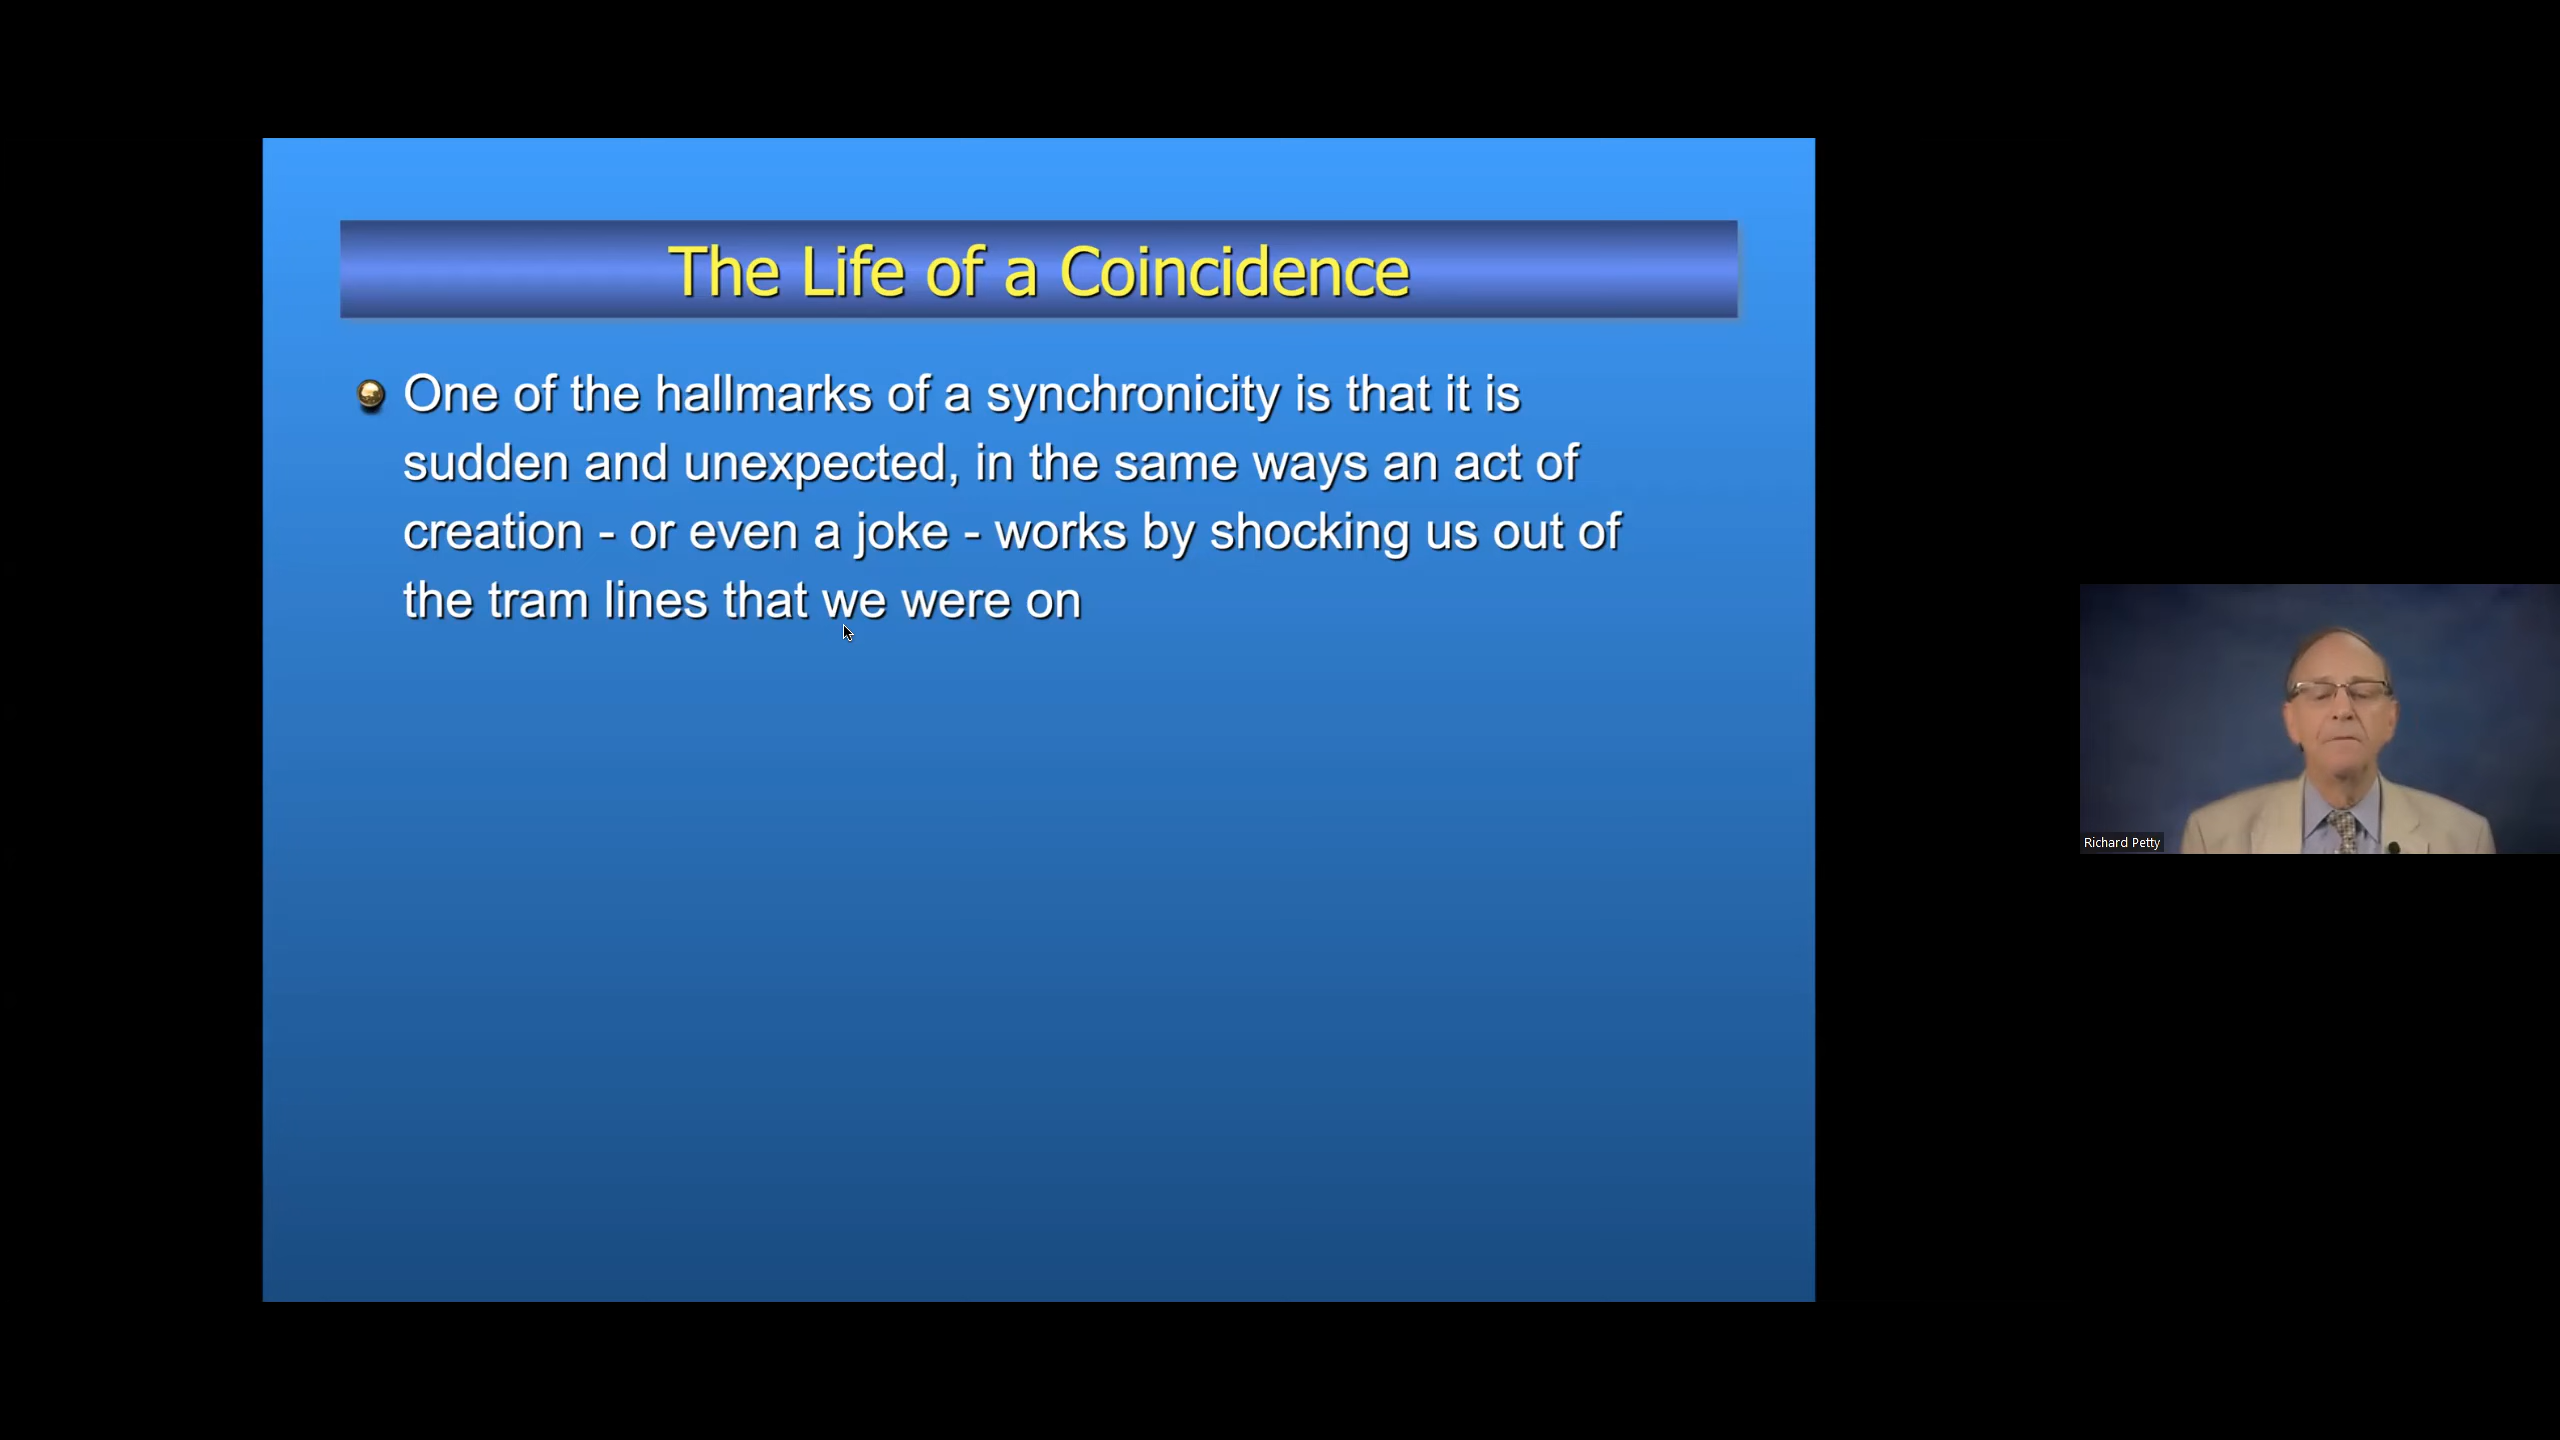 The Life of a Coincidence
One of the hallmarks of a synchronicity is that it is
sudden and unexpected, in the same ways an act of
creation - or even a joke - works by shocking us out of
the tram lines that we were on
Richard Petty